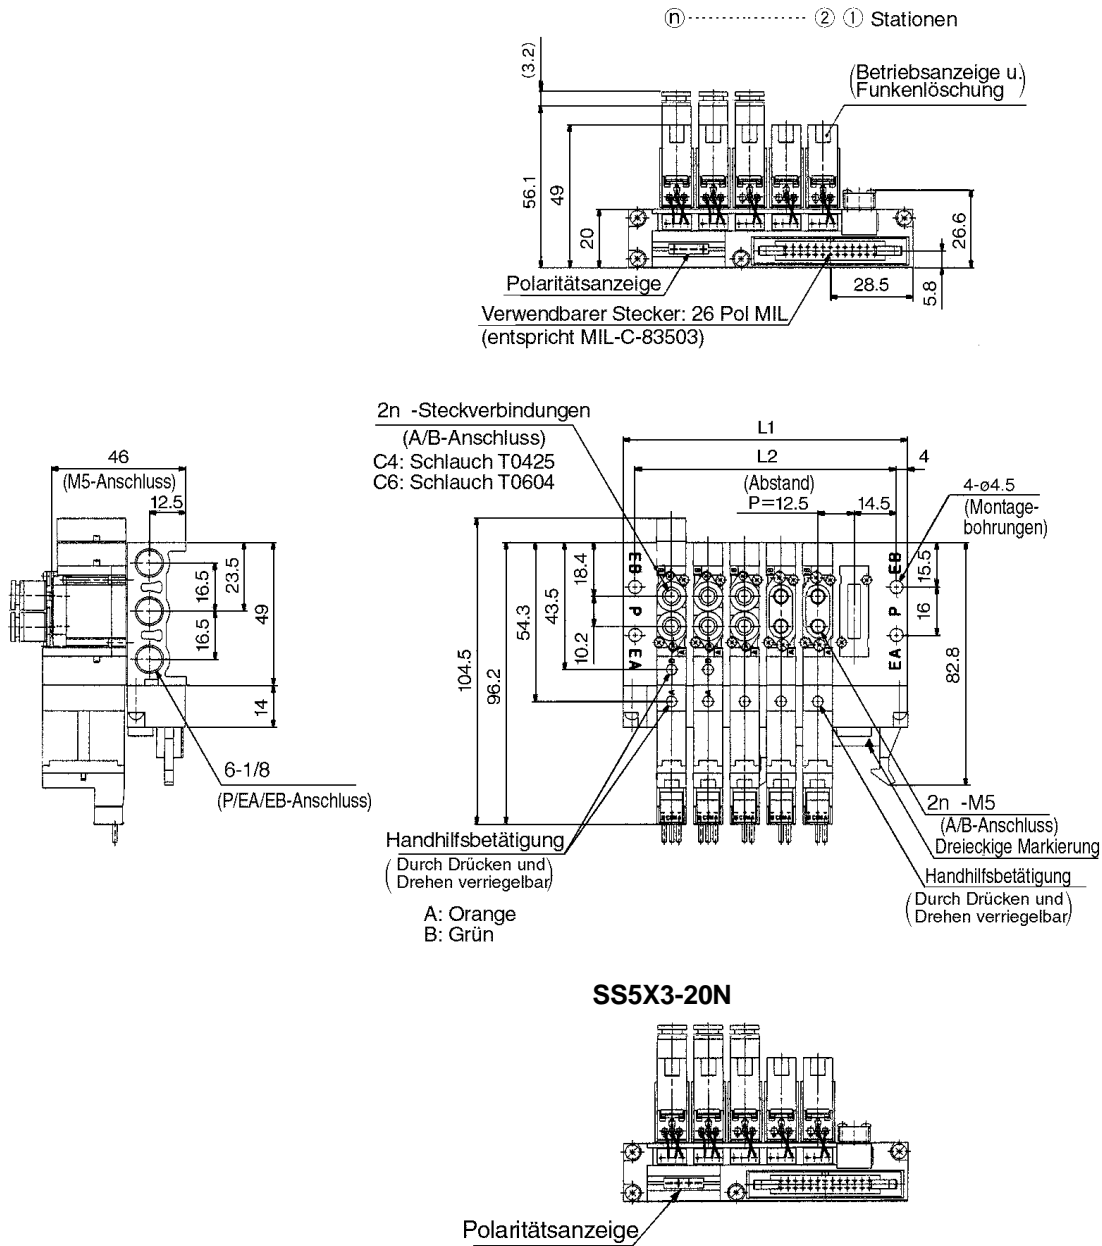 ⓝ ············· ② ① Stationen
(3.2)
56.1
49
20
(Betriebsanzeige u.
Funkenlöschung)
26.6
5.8
28.5
Polaritätsanzeige
Verwendbarer Stecker: 26 Pol MIL
(entspricht MIL-C-83503)
2n -Steckverbindungen
(A/B-Anschluss)
C4: Schlauch T0425
C6: Schlauch T0604
L1
L2
4
(Abstand)
P=12.5
14.5
4-ø4.5
(Montage-
bohrungen)
46
(M5-Anschluss)
12.5
16.5
23.5
16.5
49
14
6-1/8
(P/EA/EB-Anschluss)
104.5
96.2
54.3
43.5
18.4
10.2
EB
P
EA
EB
P
EA
15.5
16
82.8
2n -M5
(A/B-Anschluss)
Dreieckige Markierung
Handhilfsbetätigung
(Durch Drücken und
Drehen verriegelbar)
Handhilfsbetätigung
(Durch Drücken und
Drehen verriegelbar)
A: Orange
B: Grün
SS5X3-20N
Polaritätsanzeige